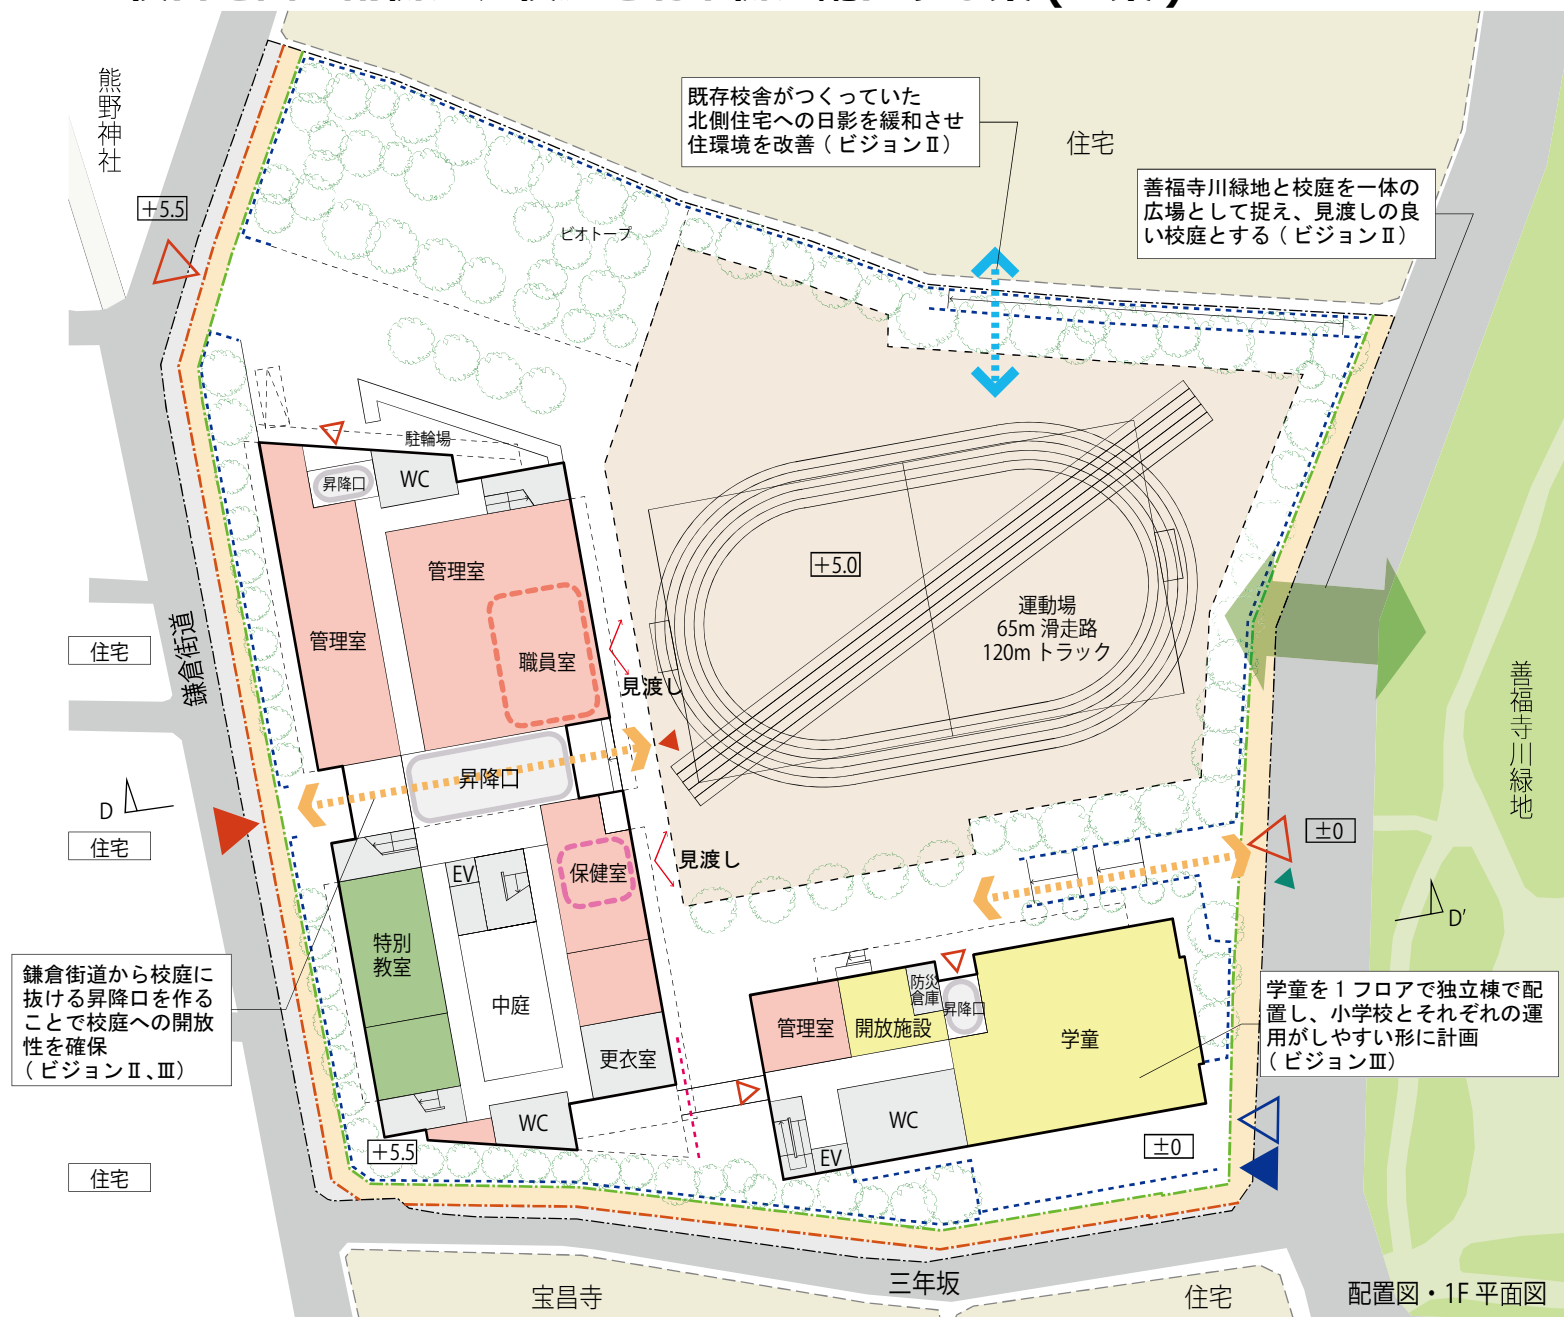 熊野神社
+5.5
既存校舎がつくっていた
北側住宅への日影を緩和させ
住環境を改善(ビジョンⅡ)
住宅
善福寺川緑地と校庭を一体の
広場として捉え、見渡しの良
い校庭とする(ビジョンⅡ)
ビオトープ
駐輪場
昇降口
WC
管理室
管理室
職員室
見渡し
+5.0
運動場
65m 滑走路
120m トラック
住宅
鎌倉街道
善福寺川緑地
昇降口
D
住宅
±0
見渡し
保健室
EV
特別
教室
中庭
更衣室
WC
D'
鎌倉街道から校庭に
抜ける昇降口を作る
ことで校庭への開放
性を確保
(ビジョンⅡ、Ⅲ)
防災
倉庫
昇降口
管理室
開放施設
学童
学童を1フロアで独立棟で配
置し、小学校とそれぞれの運
用がしやすい形に計画
(ビジョンⅢ)
WC
EV
±0
+5.5
住宅
三年坂
宝昌寺
住宅
配置図・1F 平面図